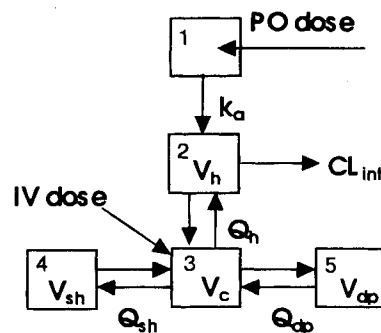 PO dose
1
ka
2
Vh
CLint
IV dose
Qh
4
Vsh
3
Vc
5
Vdp
Qsh
Qdp